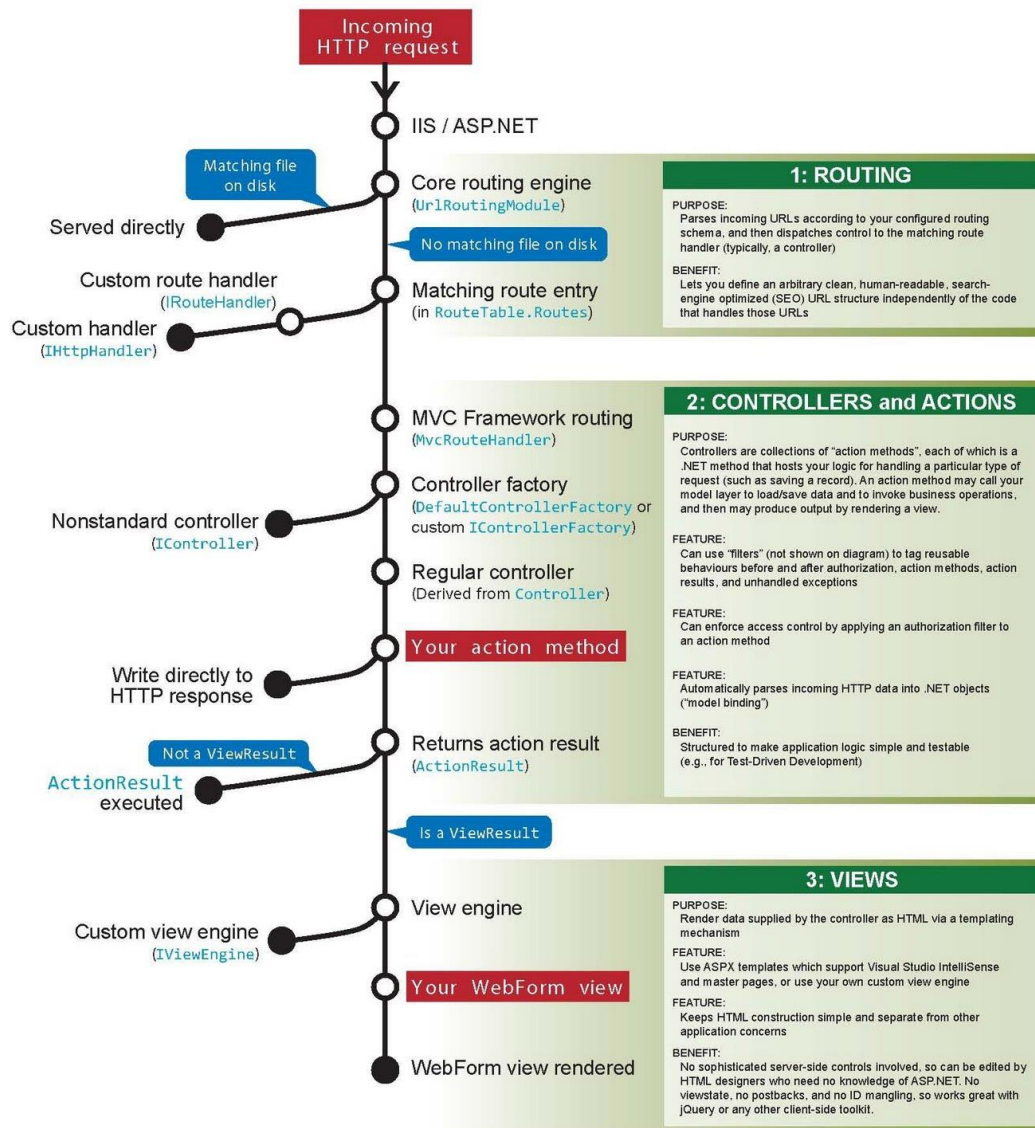 Incoming
HTTP request
IIS / ASP.NET
Matching file
on disk
Core routing engine
(UrlRoutingModule)
Served directly
No matching file on disk
Custom route handler
(IRouteHandler)
Matching route entry
(in RouteTable.Routes)
Custom handler
(IHttpHandler)
MVC Framework routing
(MvcRouteHandler)
Controller factory
(DefaultControllerFactory or
custom IControllerFactory)
Nonstandard controller
(IController)
Regular controller
(Derived from Controller)
Your action method
Write directly to
HTTP response
Returns action result
(ActionResult)
Not a ViewResult
ActionResult
executed
Is a ViewResult
View engine
Custom view engine
(IViewEngine)
Your WebForm view
WebForm view rendered
1: ROUTING
PURPOSE:
Parses incoming URLs according to your configured routing
schema, and then dispatches control to the matching route
handler (typically, a controller)
BENEFIT:
Lets you define an arbitrary clean, human-readable, search-
engine optimized (SEO) URL structure independently of the code
that handles those URLs
2: CONTROLLERS and ACTIONS
PURPOSE:
Controllers are collections of “action methods”, each of which is a
.NET method that hosts your logic for handling a particular type of
request (such as saving a record). An action method may call your
model layer to load/save data and to invoke business operations,
and then may produce output by rendering a view.
FEATURE:
Can use “filters” (not shown on diagram) to tag reusable
behaviours before and after authorization, action methods, action
results, and unhandled exceptions
FEATURE:
Can enforce access control by applying an authorization filter to
an action method
FEATURE:
Automatically parses incoming HTTP data into .NET objects
(“model binding”)
BENEFIT:
Structured to make application logic simple and testable
(e.g., for Test-Driven Development)
3: VIEWS
PURPOSE:
Render data supplied by the controller as HTML via a templating
mechanism
FEATURE:
Use ASPX templates which support Visual Studio IntelliSense
and master pages, or use your own custom view engine
FEATURE:
Keeps HTML construction simple and separate from other
application concerns
BENEFIT:
No sophisticated server-side controls involved, so can be edited by
HTML designers who need no knowledge of ASP.NET. No
viewstate, no postbacks, and no ID mangling, so works great with
jQuery or any other client-side toolkit.